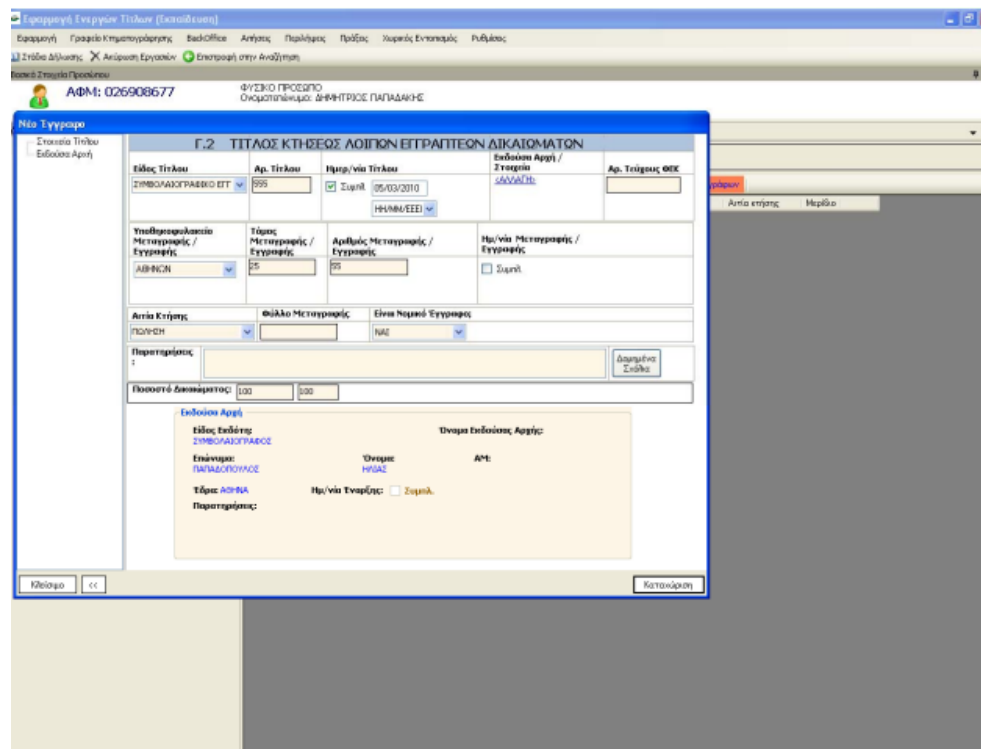 Εφαρμογή Ενεργών Τίτλων (Εκπαίδευση)
Εφαρμογή Γραφείο Κτηματογράφησης BackOffice Αιτήσεις Περιλήψεις Πράξεις Χωρικός Εντοπισμός Ρυθμίσεις
Στάδια Δήλωσης Ακύρωση Εργασιών Επιστροφή στην Αναζήτηση
Βασικά Στοιχεία Προσώπου
ΑΦΜ: 026908677
ΦΥΣΙΚΟ ΠΡΟΣΩΠΟ
Ονοματεπώνυμο: ΔΗΜΗΤΡΙΟΣ ΠΑΠΑΔΑΚΗΣ
Νέο Έγγραφο
Στοιχεία Τίτλου
Εκδούσα Αρχή
Γ.2 ΤΙΤΛΟΣ ΚΤΗΣΕΩΣ ΛΟΙΠΩΝ ΕΓΓΡΑΠΤΕΩΝ ΔΙΚΑΙΩΜΑΤΩΝ
Είδος Τίτλου Αρ. Τίτλου Ημερ/νία Τίτλου Εκδούσα Αρχή / Στοιχεία Αρ. Τεύχους ΦΕΚ
ΣΥΜΒΟΛΑΙΟΓΡΑΦΙΚΟ ΕΓΓ 555 Συμπλ 05/03/2010 <ΑΛΛΑΓΗ>
ΗΗ/ΜΜ/ΕΕΕΙ
γράφων
Αιτία κτήσης Μερίδιο
Υποθηκοφυλακείο Μεταγραφής / Εγγραφής Τόμος Μεταγραφής / Εγγραφής Αριθμός Μεταγραφής / Εγγραφής Ημ/νία Μεταγραφής / Εγγραφής
ΑΘΗΝΩΝ 25 55 Συμπλ
Αιτία Κτήσης Φύλλο Μεταγραφής Είναι Νομικό Έγγραφο;
ΠΩΛΗΣΗ ΝΑΙ
Παρατηρήσεις :
Δομημένα Σχόλια
Ποσοστό Δικαιώματος: 100 100
Εκδούσα Αρχή
Είδος Εκδότη: Όνομα Εκδούσας Αρχής:
ΣΥΜΒΟΛΑΙΟΓΡΑΦΟΣ
Επώνυμο: Όνομα: ΑΜ:
ΠΑΠΑΔΟΠΟΥΛΟΣ ΗΛΙΑΣ
Έδρα: ΑΘΗΝΑ Ημ/νία Έναρξης: Συμπλ.
Παρατηρήσεις:
Κλείσιμο << Καταχώριση